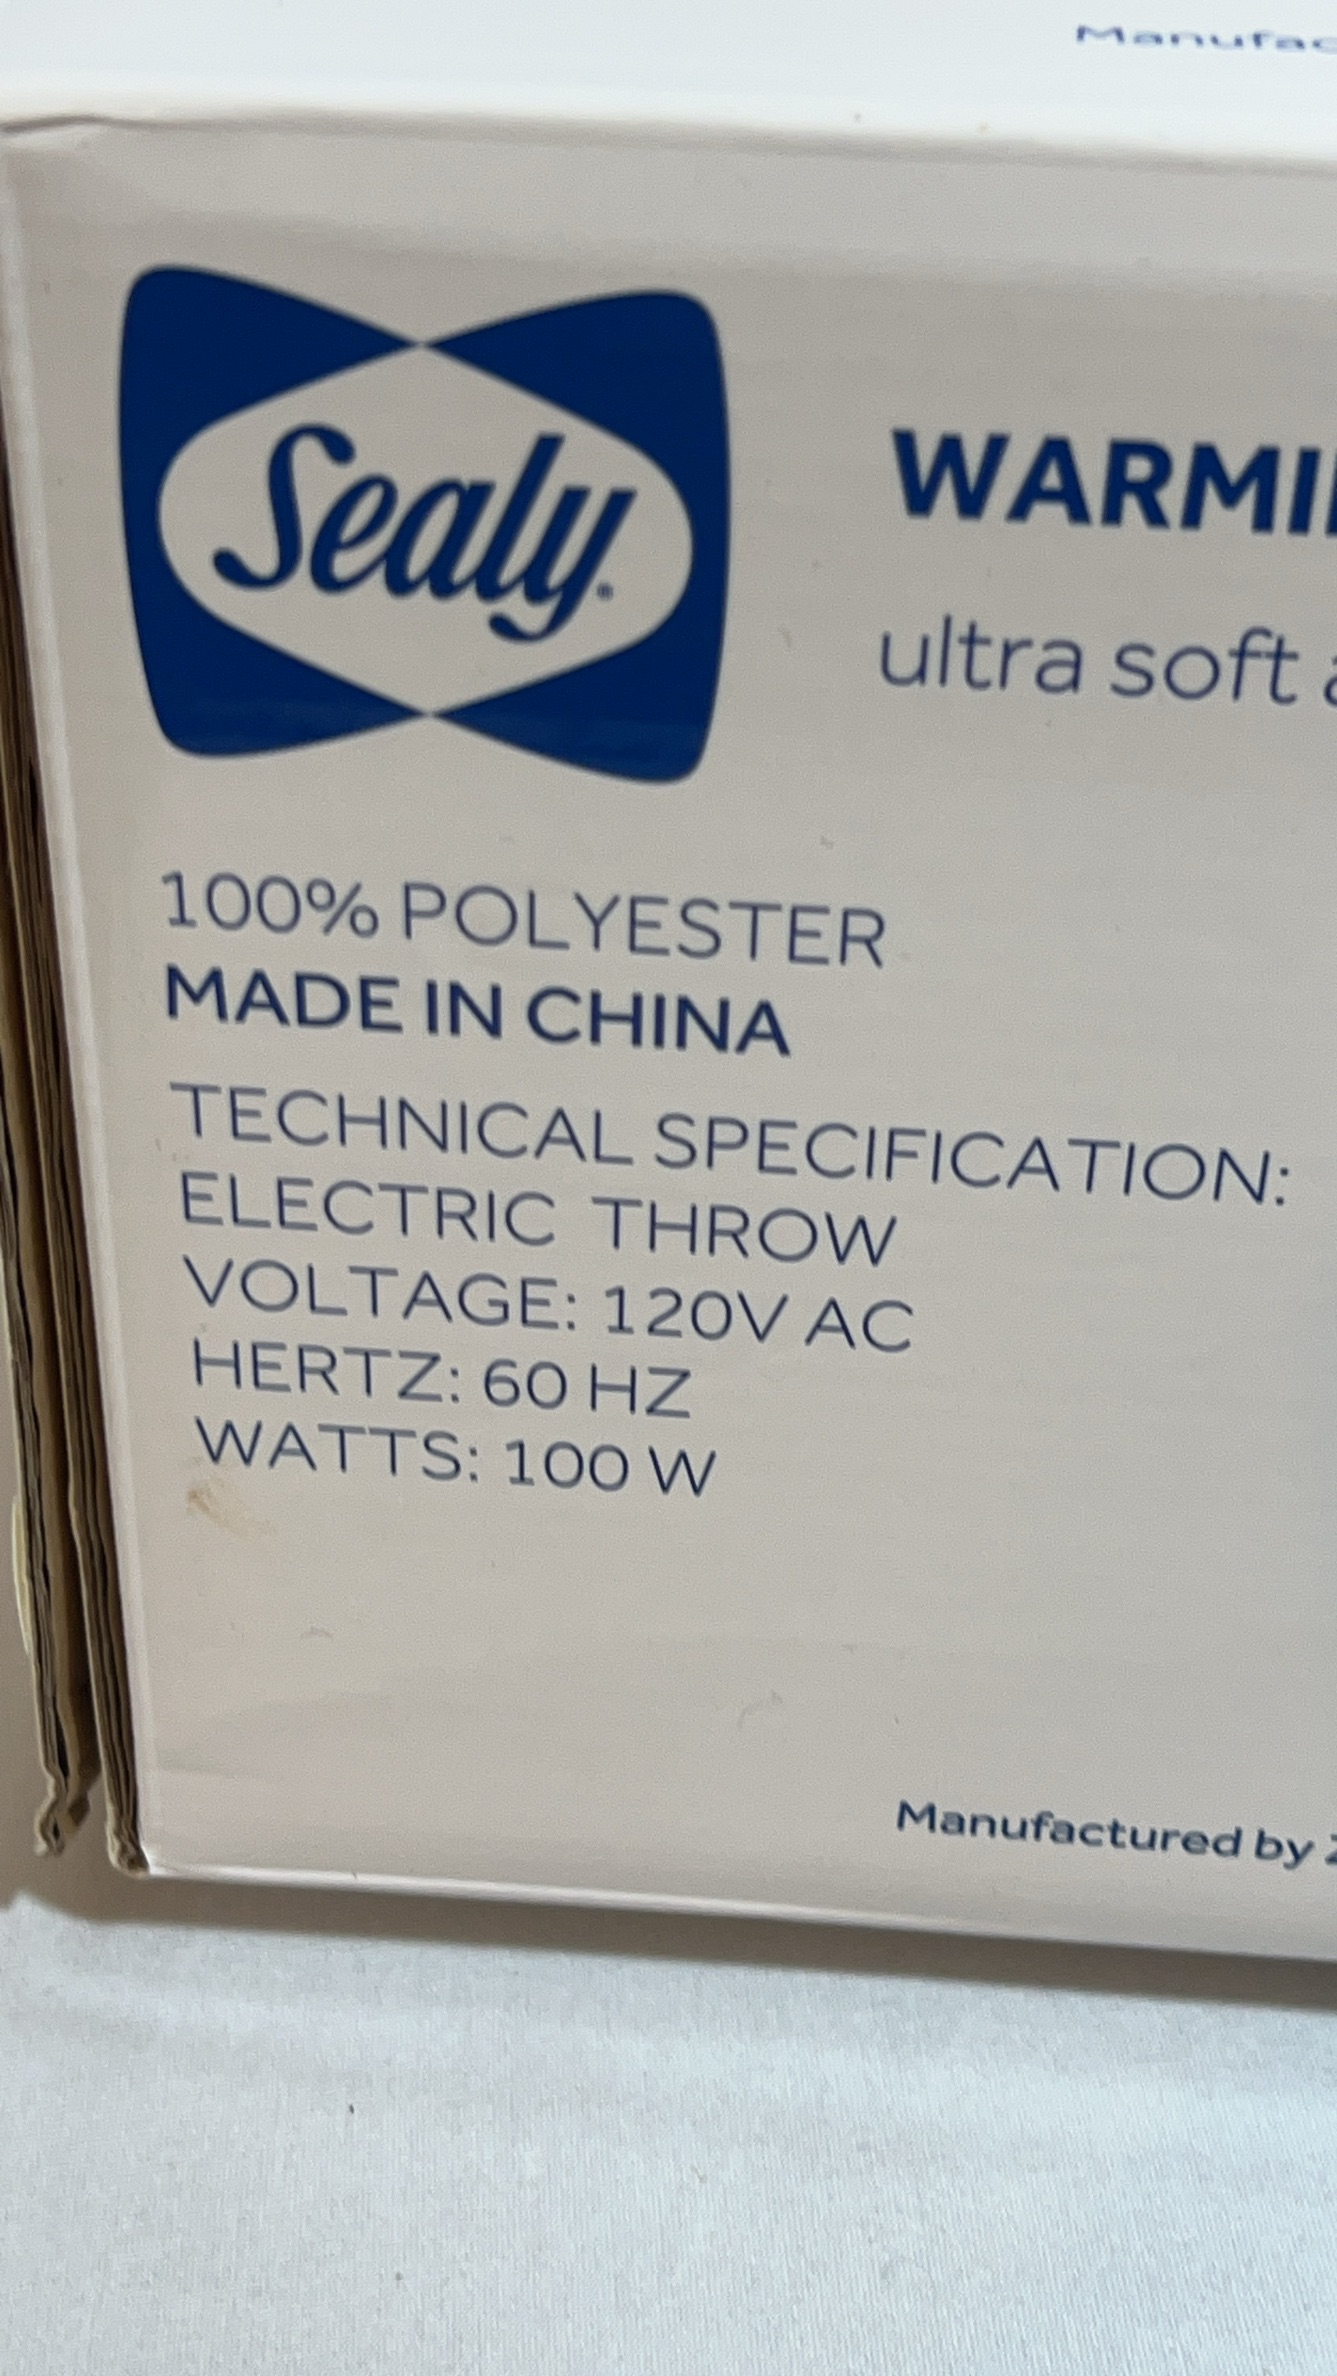 Manufac
Sealy®
WARMI
ultra soft
100% POLYESTER
MADE IN CHINA
TECHNICAL SPECIFICATION:
ELECTRIC THROW
VOLTAGE: 120V AC
HERTZ: 60 HZ
WATTS: 100 W
Manufactured by